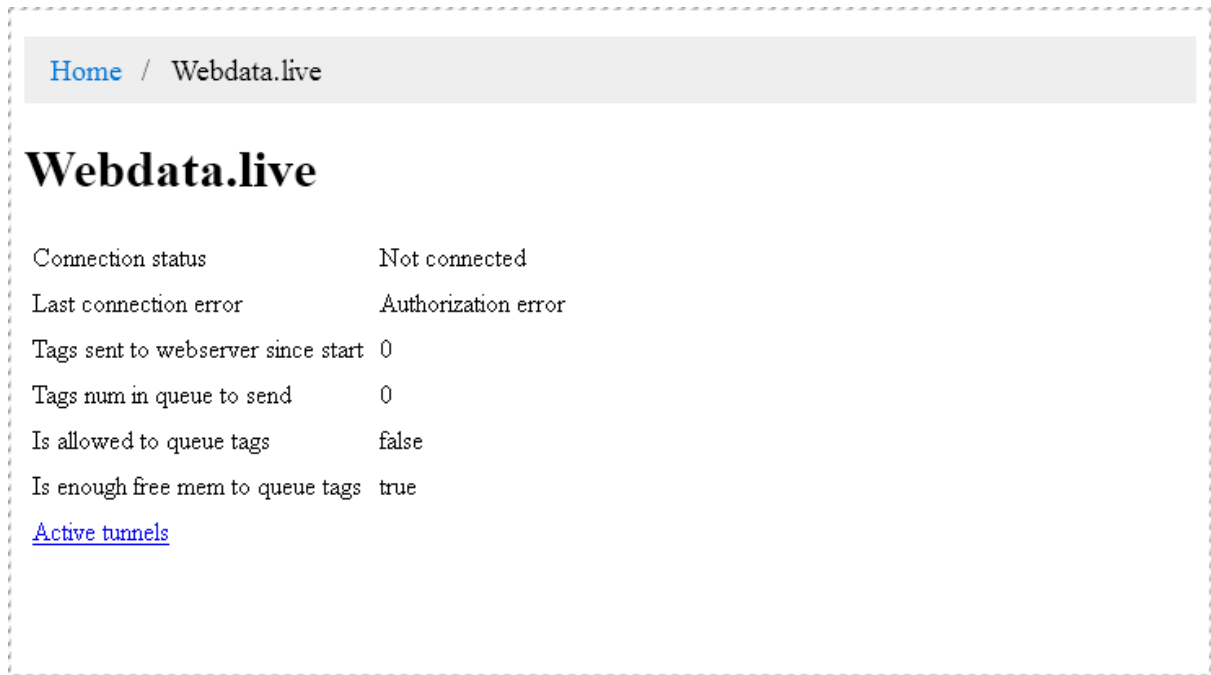 Home / Webdata.live
Webdata.live
Connection status Not connected
Last connection error Authorization error
Tags sent to webserver since start 0
Tags num in queue to send 0
Is allowed to queue tags false
Is enough free mem to queue tags true
Active tunnels